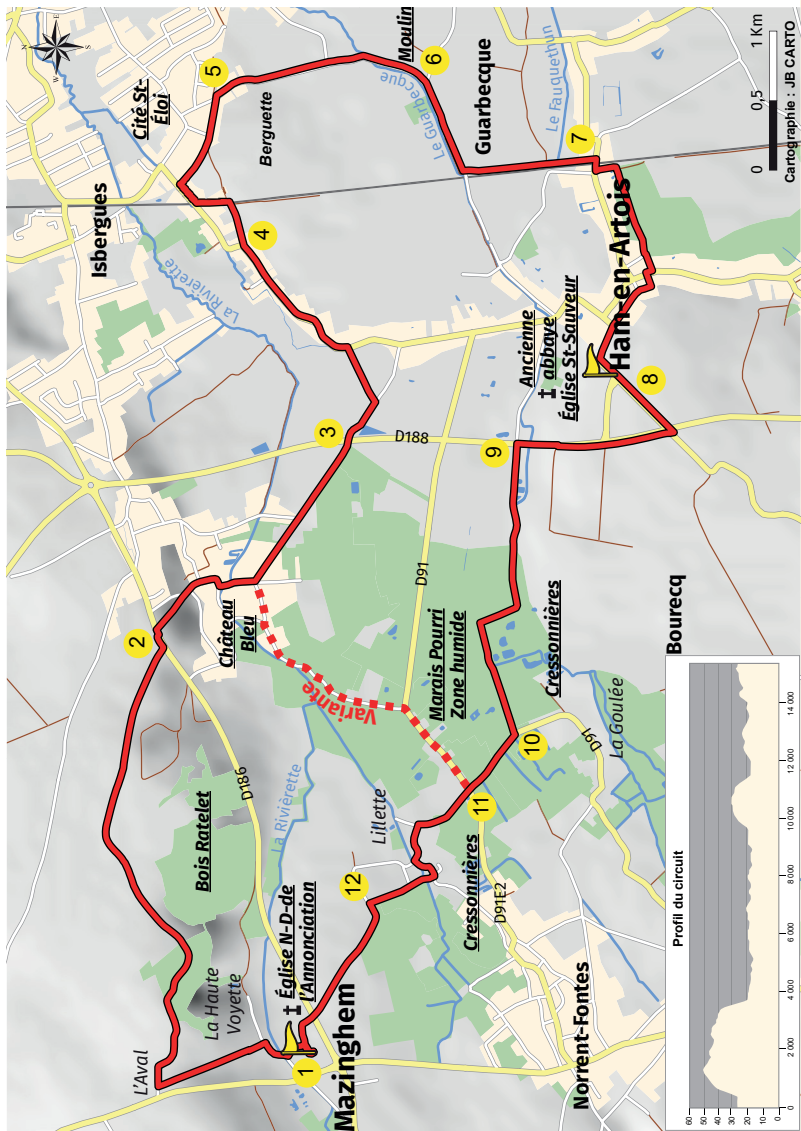 N
S
W
E
Isbergues
Cité St-
Éloi
5
Berguette
Moulin
6
Le Guarbecque
Guarbecque
Le Fauquethun
7
0
0,5
1 Km
Cartographie : JB CARTO
La Rivièrette
4
3
D188
D91
Ham-en-Artois
Ancienne
abbaye
Église St-Sauveur
8
9
2
Château
Bleu
Variante
Marais Pourri
Zone humide
Cressonnières
Bourecq
10
D91
La Goulée
11
Bois Ratelet
D186
La Rivièrette
Lillette
Cressonnières
D91E2
12
L'Aval
La Haute
Voyette
Église N-D-de
l'Annonciation
1
Mazinghem
Norrent-Fontes
Profil du circuit
60
50
40
30
20
10
0
0
2 000
4 000
6 000
8 000
10 000
12 000
14 000